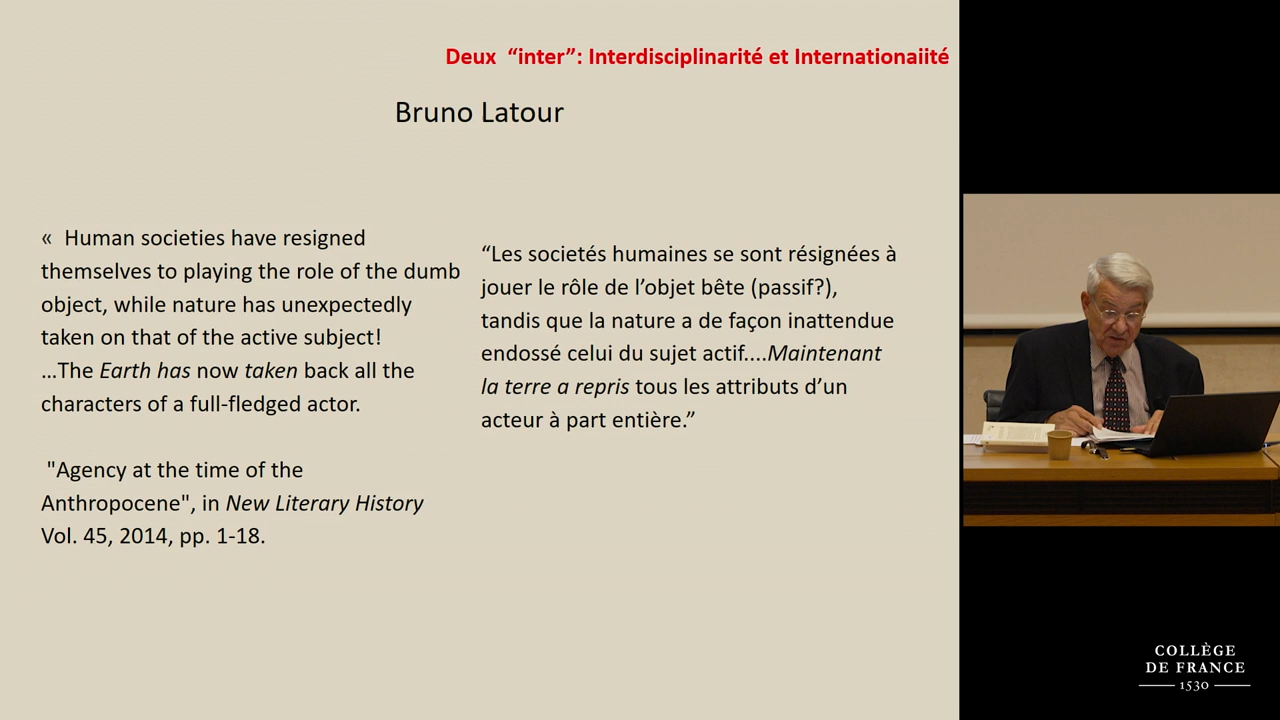 Deux “inter”: Interdisciplinarité et Internationaiité
Bruno Latour
« Human societies have resigned
themselves to playing the role of the dumb
object, while nature has unexpectedly
taken on that of the active subject!
...The Earth has now taken back all the
characters of a full-fledged actor.
"Agency at the time of the
Anthropocene", in New Literary History
Vol. 45, 2014, pp. 1-18.
“Les societés humaines se sont résignées à
jouer le rôle de l’objet bête (passif?),
tandis que la nature a de façon inattendue
endossé celui du sujet actif....Maintenant
la terre a repris tous les attributs d’un
acteur à part entière.”
COLLÈGE
DE FRANCE
1530